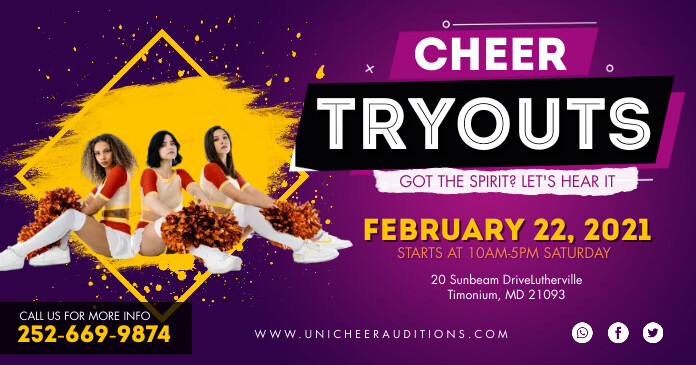 CHEER
TRYOUTS
GOT THE SPIRIT? LET'S HEAR IT
FEBRUARY 22, 2021
STARTS AT 10AM-5PM SATURDAY
20 Sunbeam DriveLutherville
Timonium, MD 21093
CALL US FOR MORE INFO
252-669-9874
WWW.UNICHEERAUDITIONS.COM